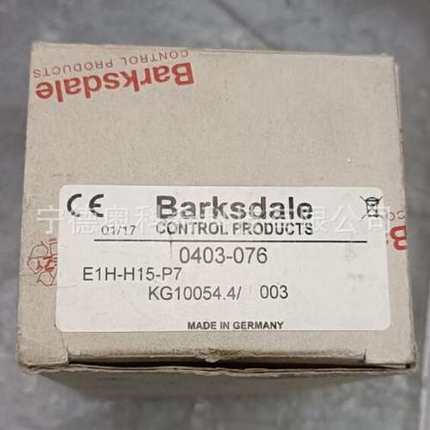 Barksdale
CONTROL PRODUCTS
CE
Barksdale
01/17
CONTROL PRODUCTS
0403-076
E1H-H15-P7
KG10054.4/ 003
MADE IN GERMANY